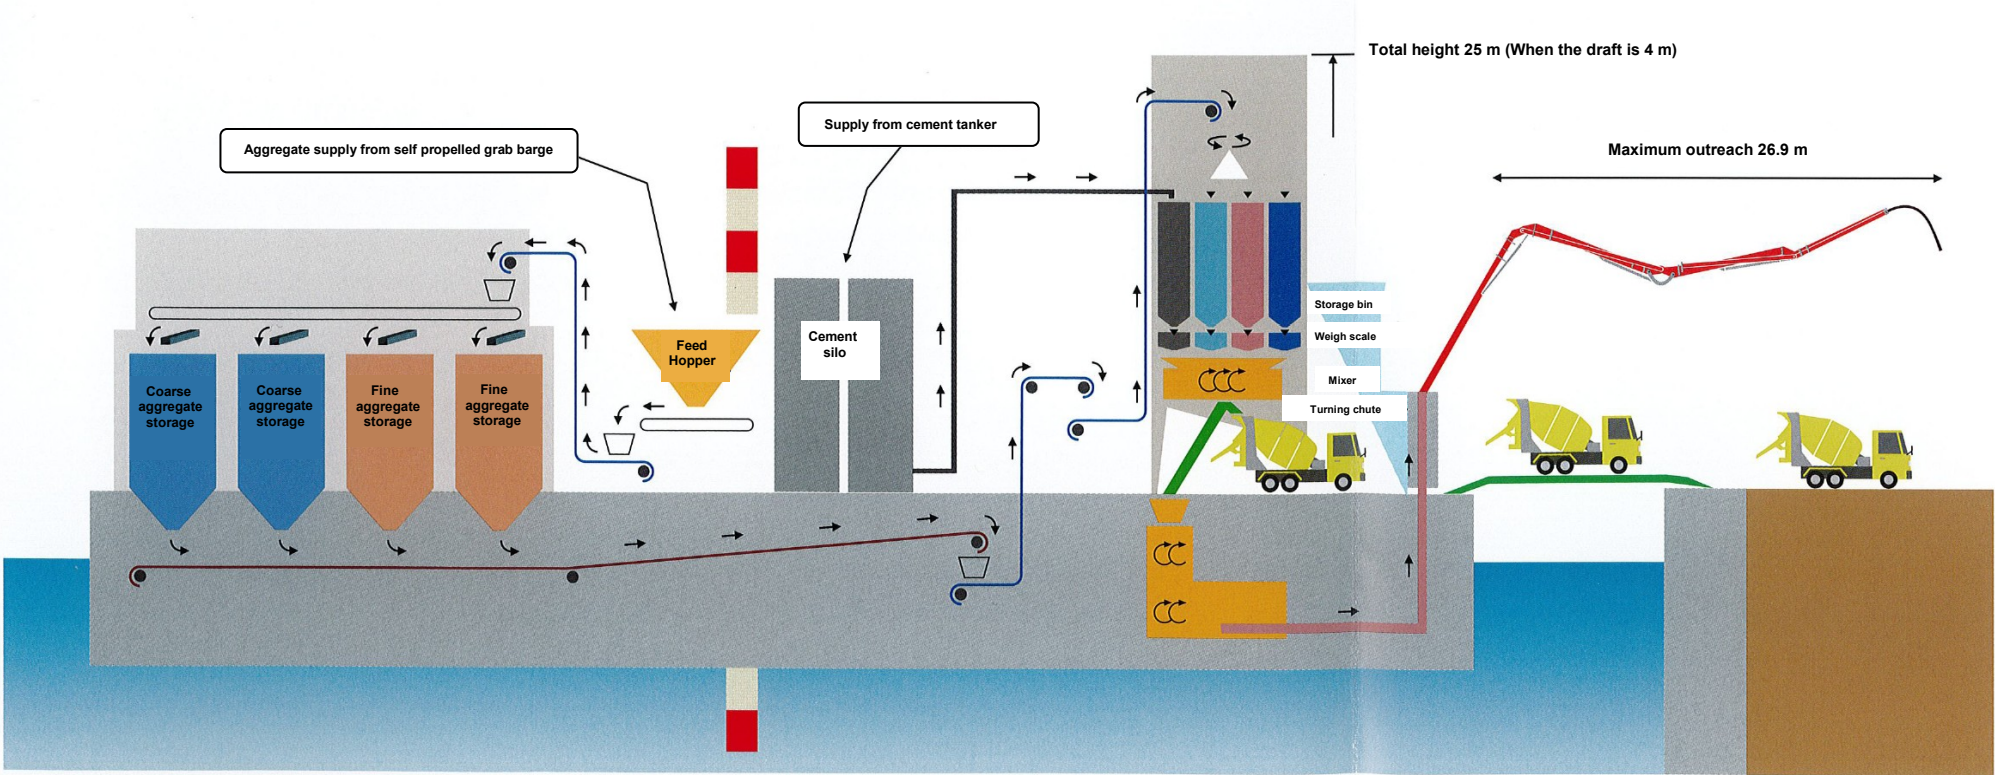 Total height 25 m (When the draft is 4 m)
Supply from cement tanker
Aggregate supply from self propelled grab barge
Maximum outreach 26.9 m
Storage bin
Weigh scale
Mixer
Turning chute
Feed
Hopper
Cement
silo
Coarse
aggregate
storage
Coarse
aggregate
storage
Fine
aggregate
storage
Fine
aggregate
storage